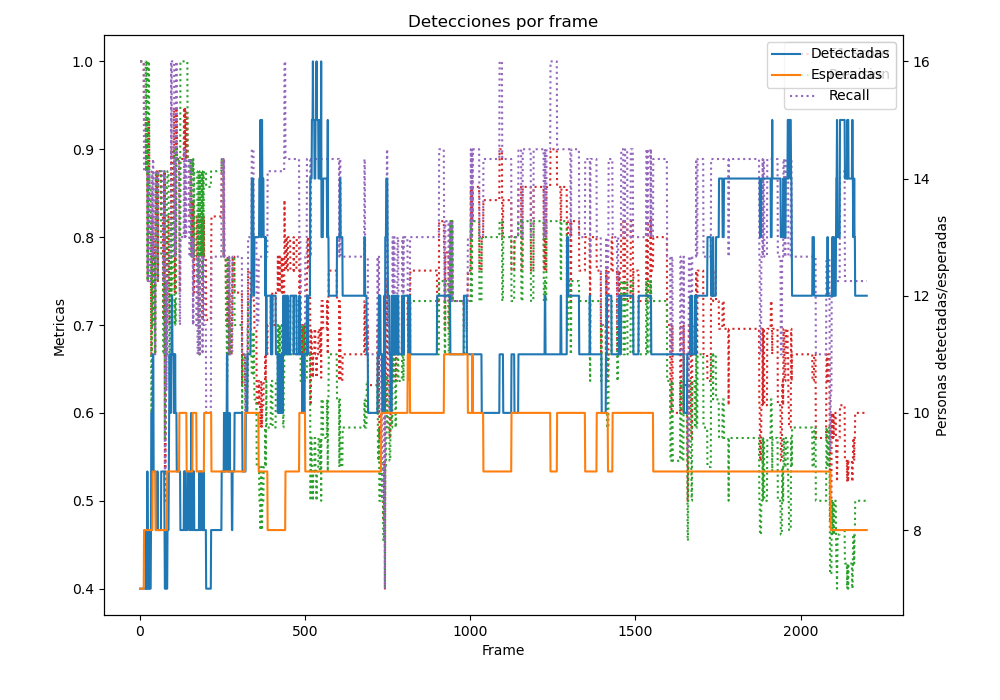 Detecciones por frame
Detectadas
Esperadas
Recall
1.0
0.9
0.8
0.7
0.6
0.5
0.4
Metricas
16
14
12
10
8
Personas detectadas/esperadas
0
500
1000
1500
2000
Frame